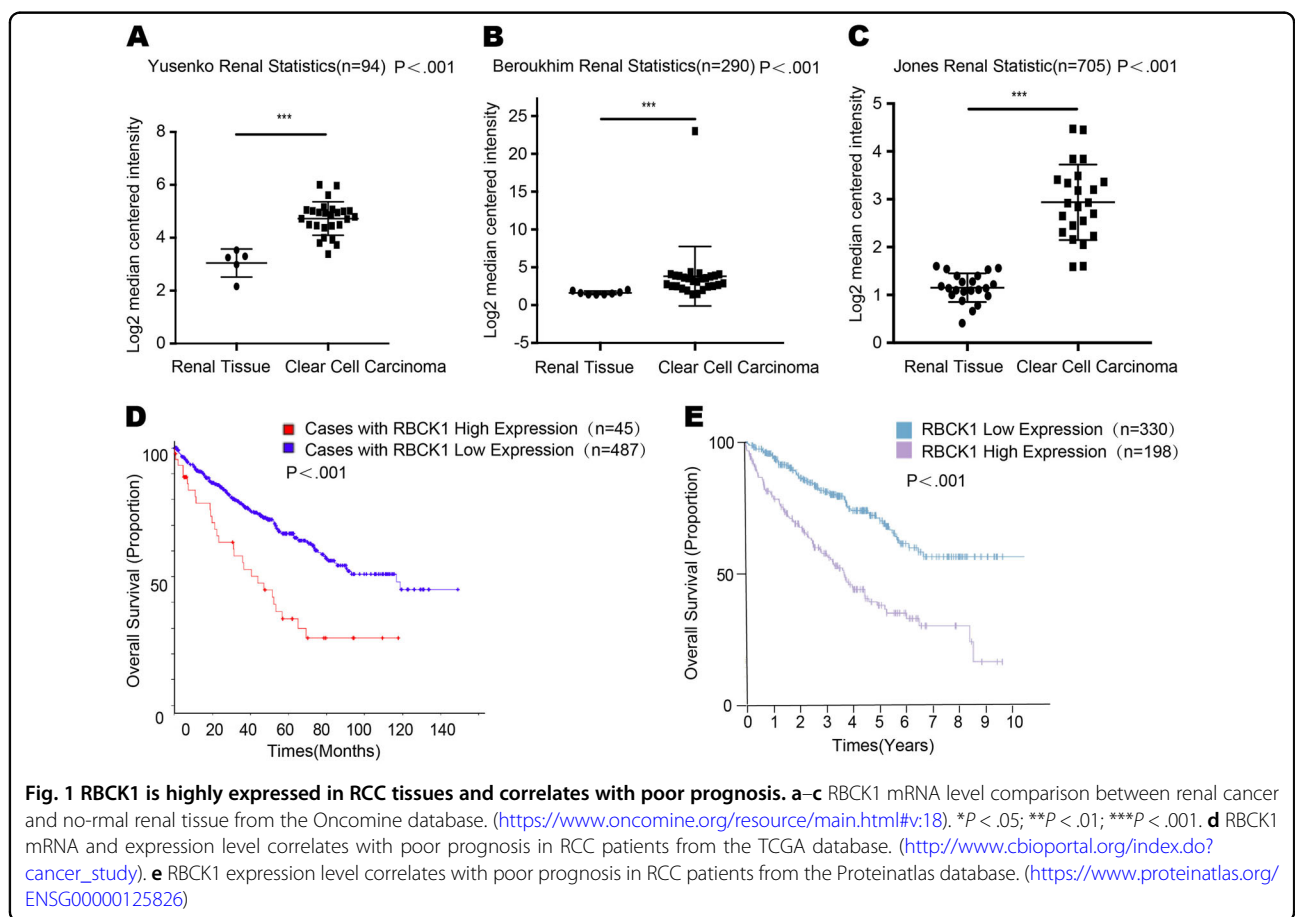 A
Yusenko Renal Statistics(n=94) P<.001
Log2 median centered intensity
8
6
4
2
0
***
Renal Tissue
Clear Cell Carcinoma
B
Beroukhim Renal Statistics(n=290) P<.001
Log2 median centered intensity
25
20
15
10
5
0
-5
***
Renal Tissue
Clear Cell Carcinoma
C
Jones Renal Statistic(n=705) P<.001
Log2 median centered intensity
5
4
3
2
1
0
***
Renal Tissue
Clear Cell Carcinoma
D
Cases with RBCK1 High Expression (n=45)
Cases with RBCK1 Low Expression (n=487)
P<.001
Overall Survival (Proportion)
100
50
0
0 20 40 60 80 100 120 140
Times(Months)
E
RBCK1 Low Expression (n=330)
RBCK1 High Expression (n=198)
P<.001
Overall Survival (Proportion)
100
50
0
0 1 2 3 4 5 6 7 8 9 10
Times(Years)
Fig. 1 RBCK1 is highly expressed in RCC tissues and correlates with poor prognosis. a–c RBCK1 mRNA level comparison between renal cancer
and no-rmal renal tissue from the Oncomine database. (https://www.oncomine.org/resource/main.html#v:18). *P < .05; **P < .01; ***P < .001. d RBCK1
mRNA and expression level correlates with poor prognosis in RCC patients from the TCGA database. (http://www.cbioportal.org/index.do?
cancer_study). e RBCK1 expression level correlates with poor prognosis in RCC patients from the Proteinatlas database. (https://www.proteinatlas.org/
ENSG00000125826)